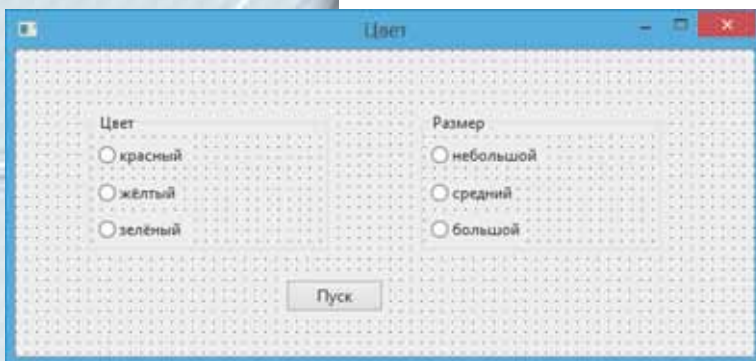 Цвет
Цвет
красный
жёлтый
зелёный
Размер
небольшой
средний
большой
Пуск